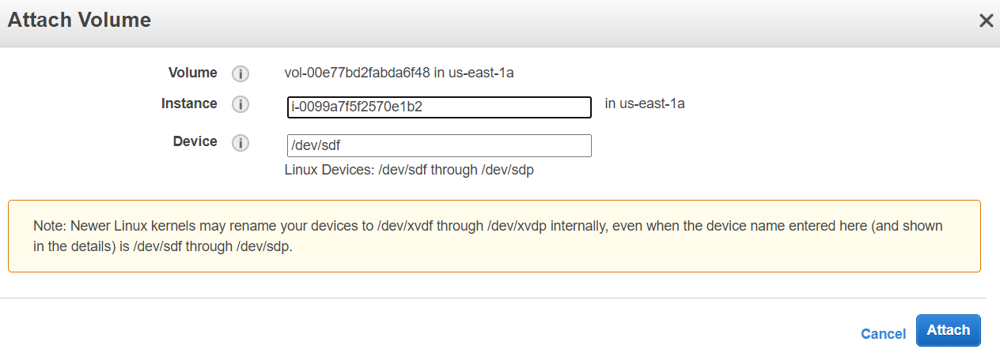 Attach Volume
Volume vol-00e77bd2fabda6f48 in us-east-1a
Instance i-0099a7f5f2570e1b2 in us-east-1a
Device /dev/sdf
Linux Devices: /dev/sdf through /dev/sdp
Note: Newer Linux kernels may rename your devices to /dev/xvdf through /dev/xvdp internally, even when the device name entered here (and shown
in the details) is /dev/sdf through /dev/sdp.
Cancel Attach